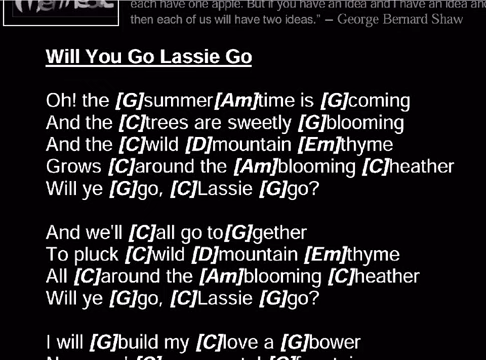 each have one apple. But if you have an idea and I have an idea and
then each of us will have two ideas." – George Bernard Shaw
Will You Go Lassie Go
Oh! the [G]summer[Am]time is [G]coming
And the [C]trees are sweetly [G]blooming
And the [C]wild [D]mountain [Em]thyme
Grows [C]around the [Am]blooming [C]heather
Will ye [G]go, [C]Lassie [G]go?
And we'll [C]all go to[G]gether
To pluck [C]wild [D]mountain [Em]thyme
All [C]around the [Am]blooming [C]heather
Will ye [G]go, [C]Lassie [G]go?
I will [G]build my [C]love a [G]bower